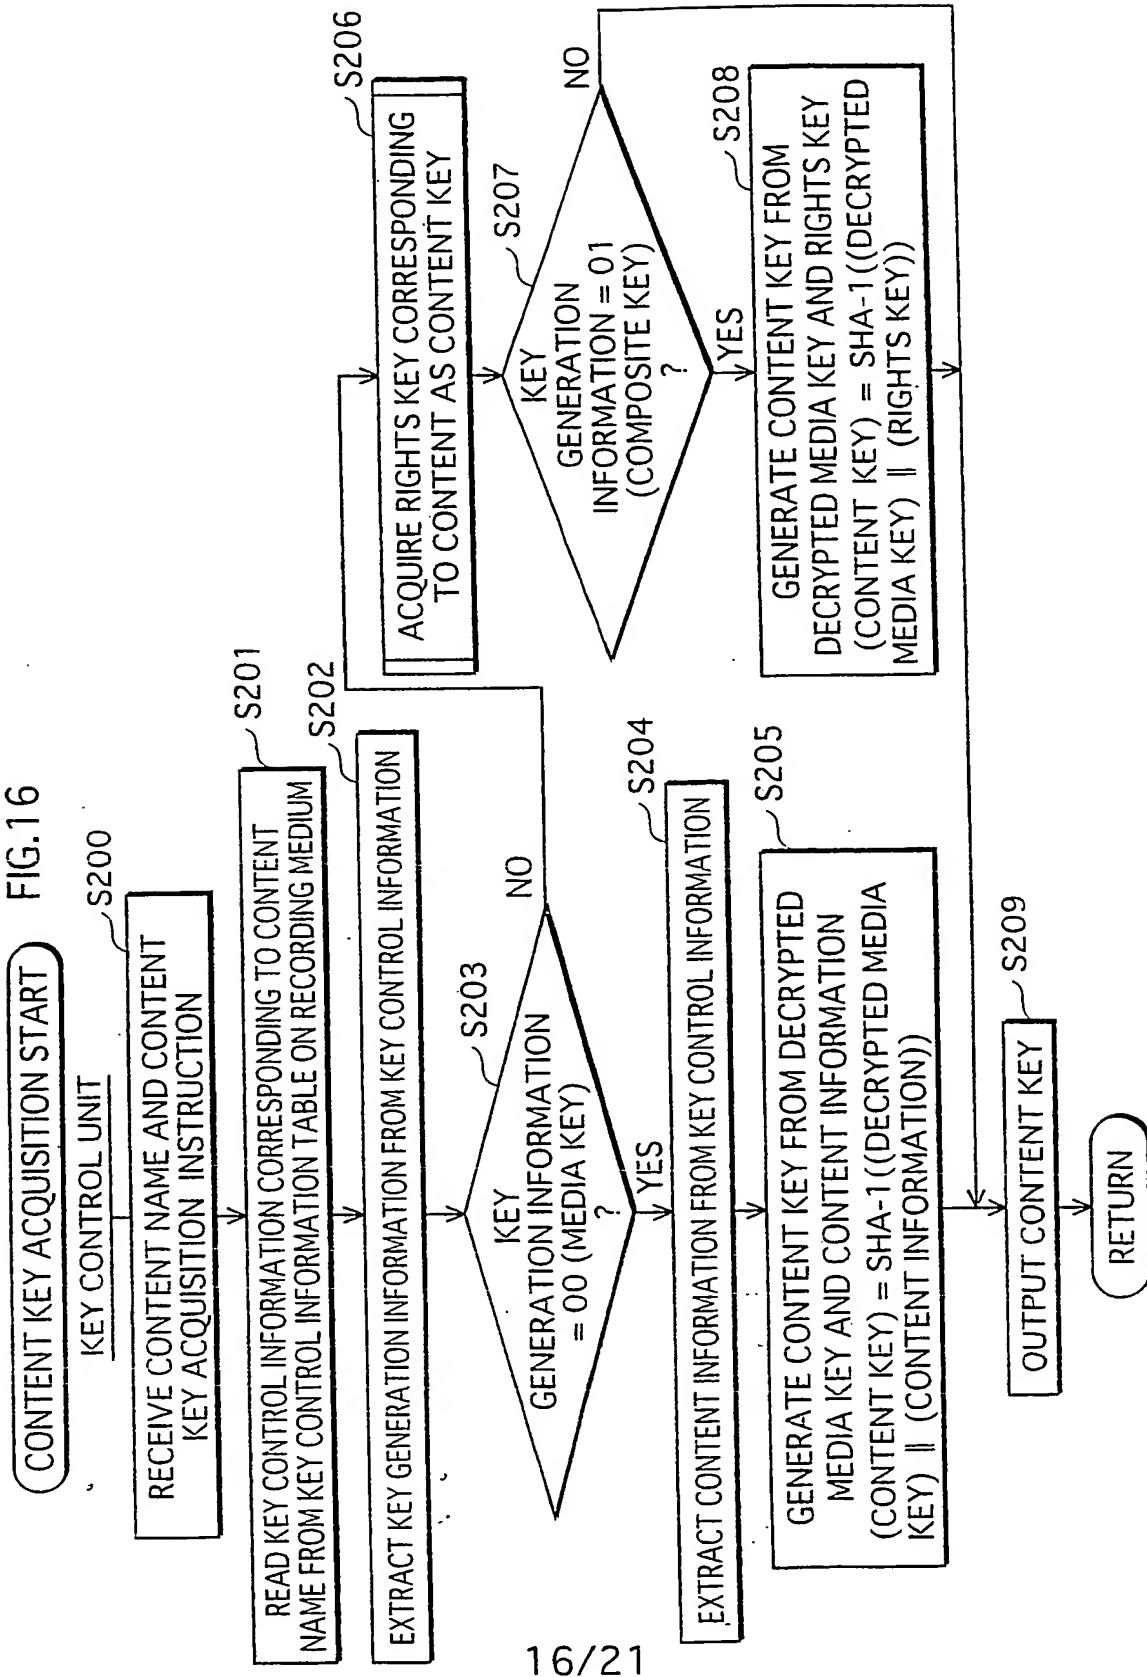 FIG.16
CONTENT KEY ACQUISITION START
KEY CONTROL UNIT
S200
RECEIVE CONTENT NAME AND CONTENT
KEY ACQUISITION INSTRUCTION
S201
READ KEY CONTROL INFORMATION CORRESPONDING TO CONTENT
NAME FROM KEY CONTROL INFORMATION TABLE ON RECORDING MEDIUM
S202
EXTRACT KEY GENERATION INFORMATION FROM KEY CONTROL INFORMATION
S203
KEY
GENERATION INFORMATION
= 00 (MEDIA KEY)
?
NO
YES
S204
EXTRACT CONTENT INFORMATION FROM KEY CONTROL INFORMATION
S205
GENERATE CONTENT KEY FROM DECRYPTED
MEDIA KEY AND CONTENT INFORMATION
(CONTENT KEY) = SHA-1((DECRYPTED MEDIA
KEY) || (CONTENT INFORMATION))
S206
ACQUIRE RIGHTS KEY CORRESPONDING
TO CONTENT AS CONTENT KEY
S207
KEY
GENERATION
INFORMATION = 01
(COMPOSITE KEY)
?
NO
YES
S208
GENERATE CONTENT KEY FROM
DECRYPTED MEDIA KEY AND RIGHTS KEY
(CONTENT KEY) = SHA-1((DECRYPTED
MEDIA KEY) || (RIGHTS KEY))
S209
OUTPUT CONTENT KEY
RETURN
16/21